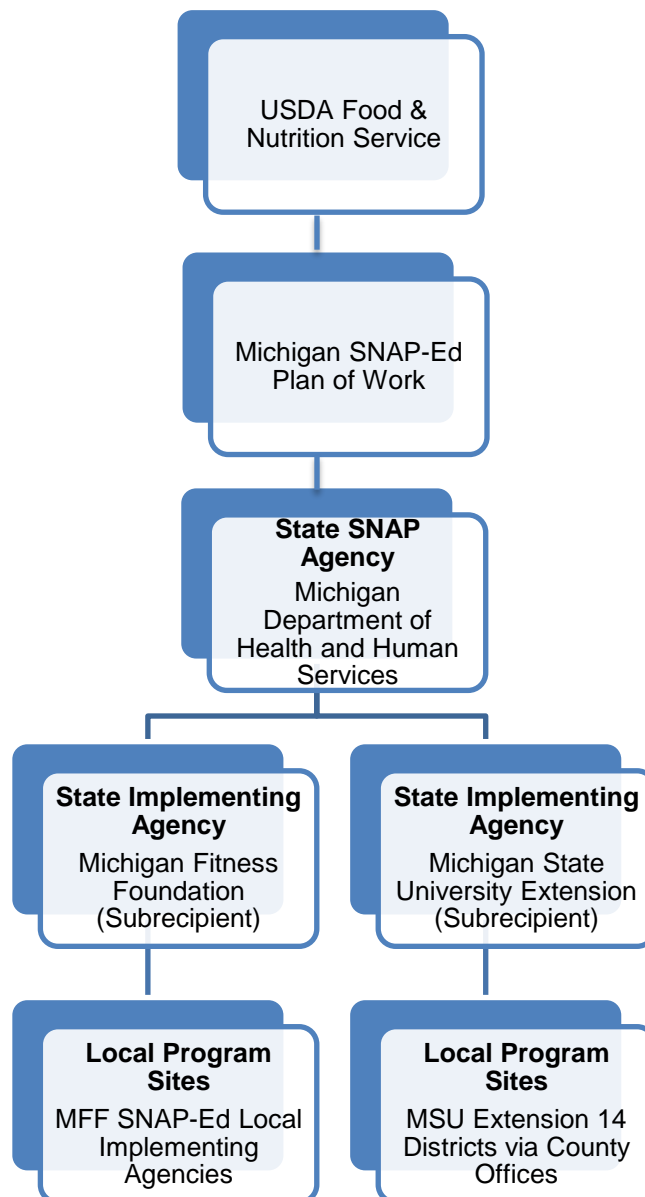 USDA Food &
Nutrition Service
Michigan SNAP-Ed
Plan of Work
State SNAP
Agency
Michigan
Department of
Health and Human
Services
State Implementing
Agency
Michigan Fitness
Foundation
(Subrecipient)
State Implementing
Agency
Michigan State
University Extension
(Subrecipient)
Local Program
Sites
MFF SNAP-Ed Local
Implementing
Agencies
Local Program
Sites
MSU Extension 14
Districts via County
Offices